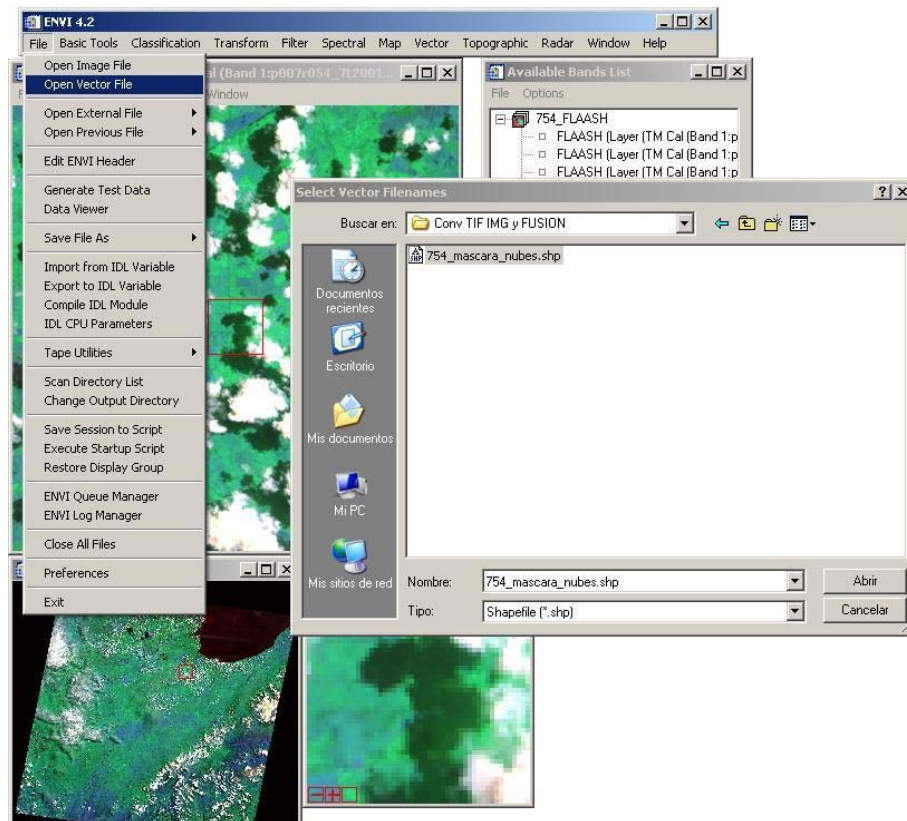 ENVI 4.2
File Basic Tools Classification Transform Filter Spectral Map Vector Topographic Radar Window Help
Open Image File
Open Vector File
Open External File
Open Previous File
Edit ENVI Header
Generate Test Data
Data Viewer
Save File As
Import from IDL Variable
Export to IDL Variable
Compile IDL Module
IDL CPU Parameters
Tape Utilities
Scan Directory List
Change Output Directory
Save Session to Script
Execute Startup Script
Restore Display Group
ENVI Queue Manager
ENVI Log Manager
Close All Files
Preferences
Exit
al (Band 1:p007r054_7t2001...
Window
Available Bands List
File Options
754_FLAASH
FLAASH (Layer (TM Cal (Band 1:p
FLAASH (Layer (TM Cal (Band 1:p
FLAASH (Layer (TM Cal (Band 1:p
Select Vector Filenames
Buscar en: Conv TIF IMG y FUSION
754_mascara_nubes.shp
Documentos
recientes
Escritorio
Mis documentos
Mi PC
Mis sitios de red
Nombre: 754_mascara_nubes.shp Abrir
Tipo: Shapefile (*.shp) Cancelar